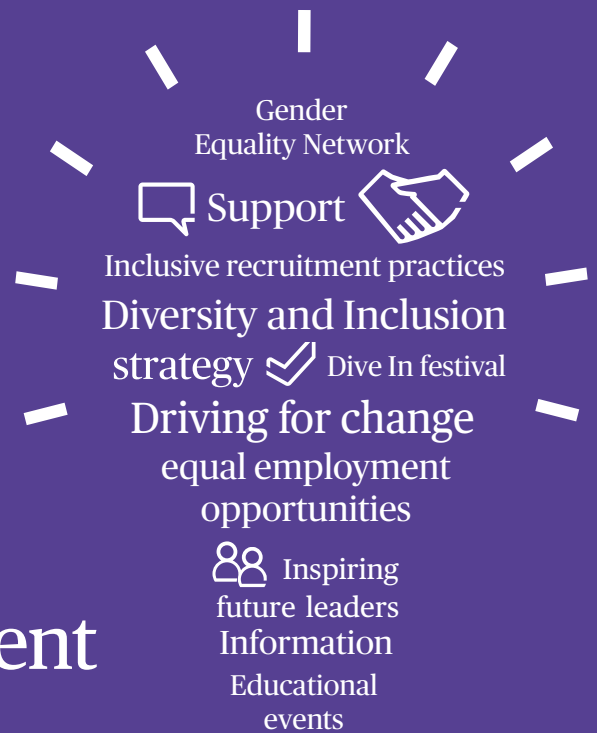 Gender
Equality Network
Support
Inclusive recruitment practices
Diversity and Inclusion
strategy Dive In festival
Driving for change
equal employment
opportunities
Inspiring
future leaders
ent
Information
Educational
events